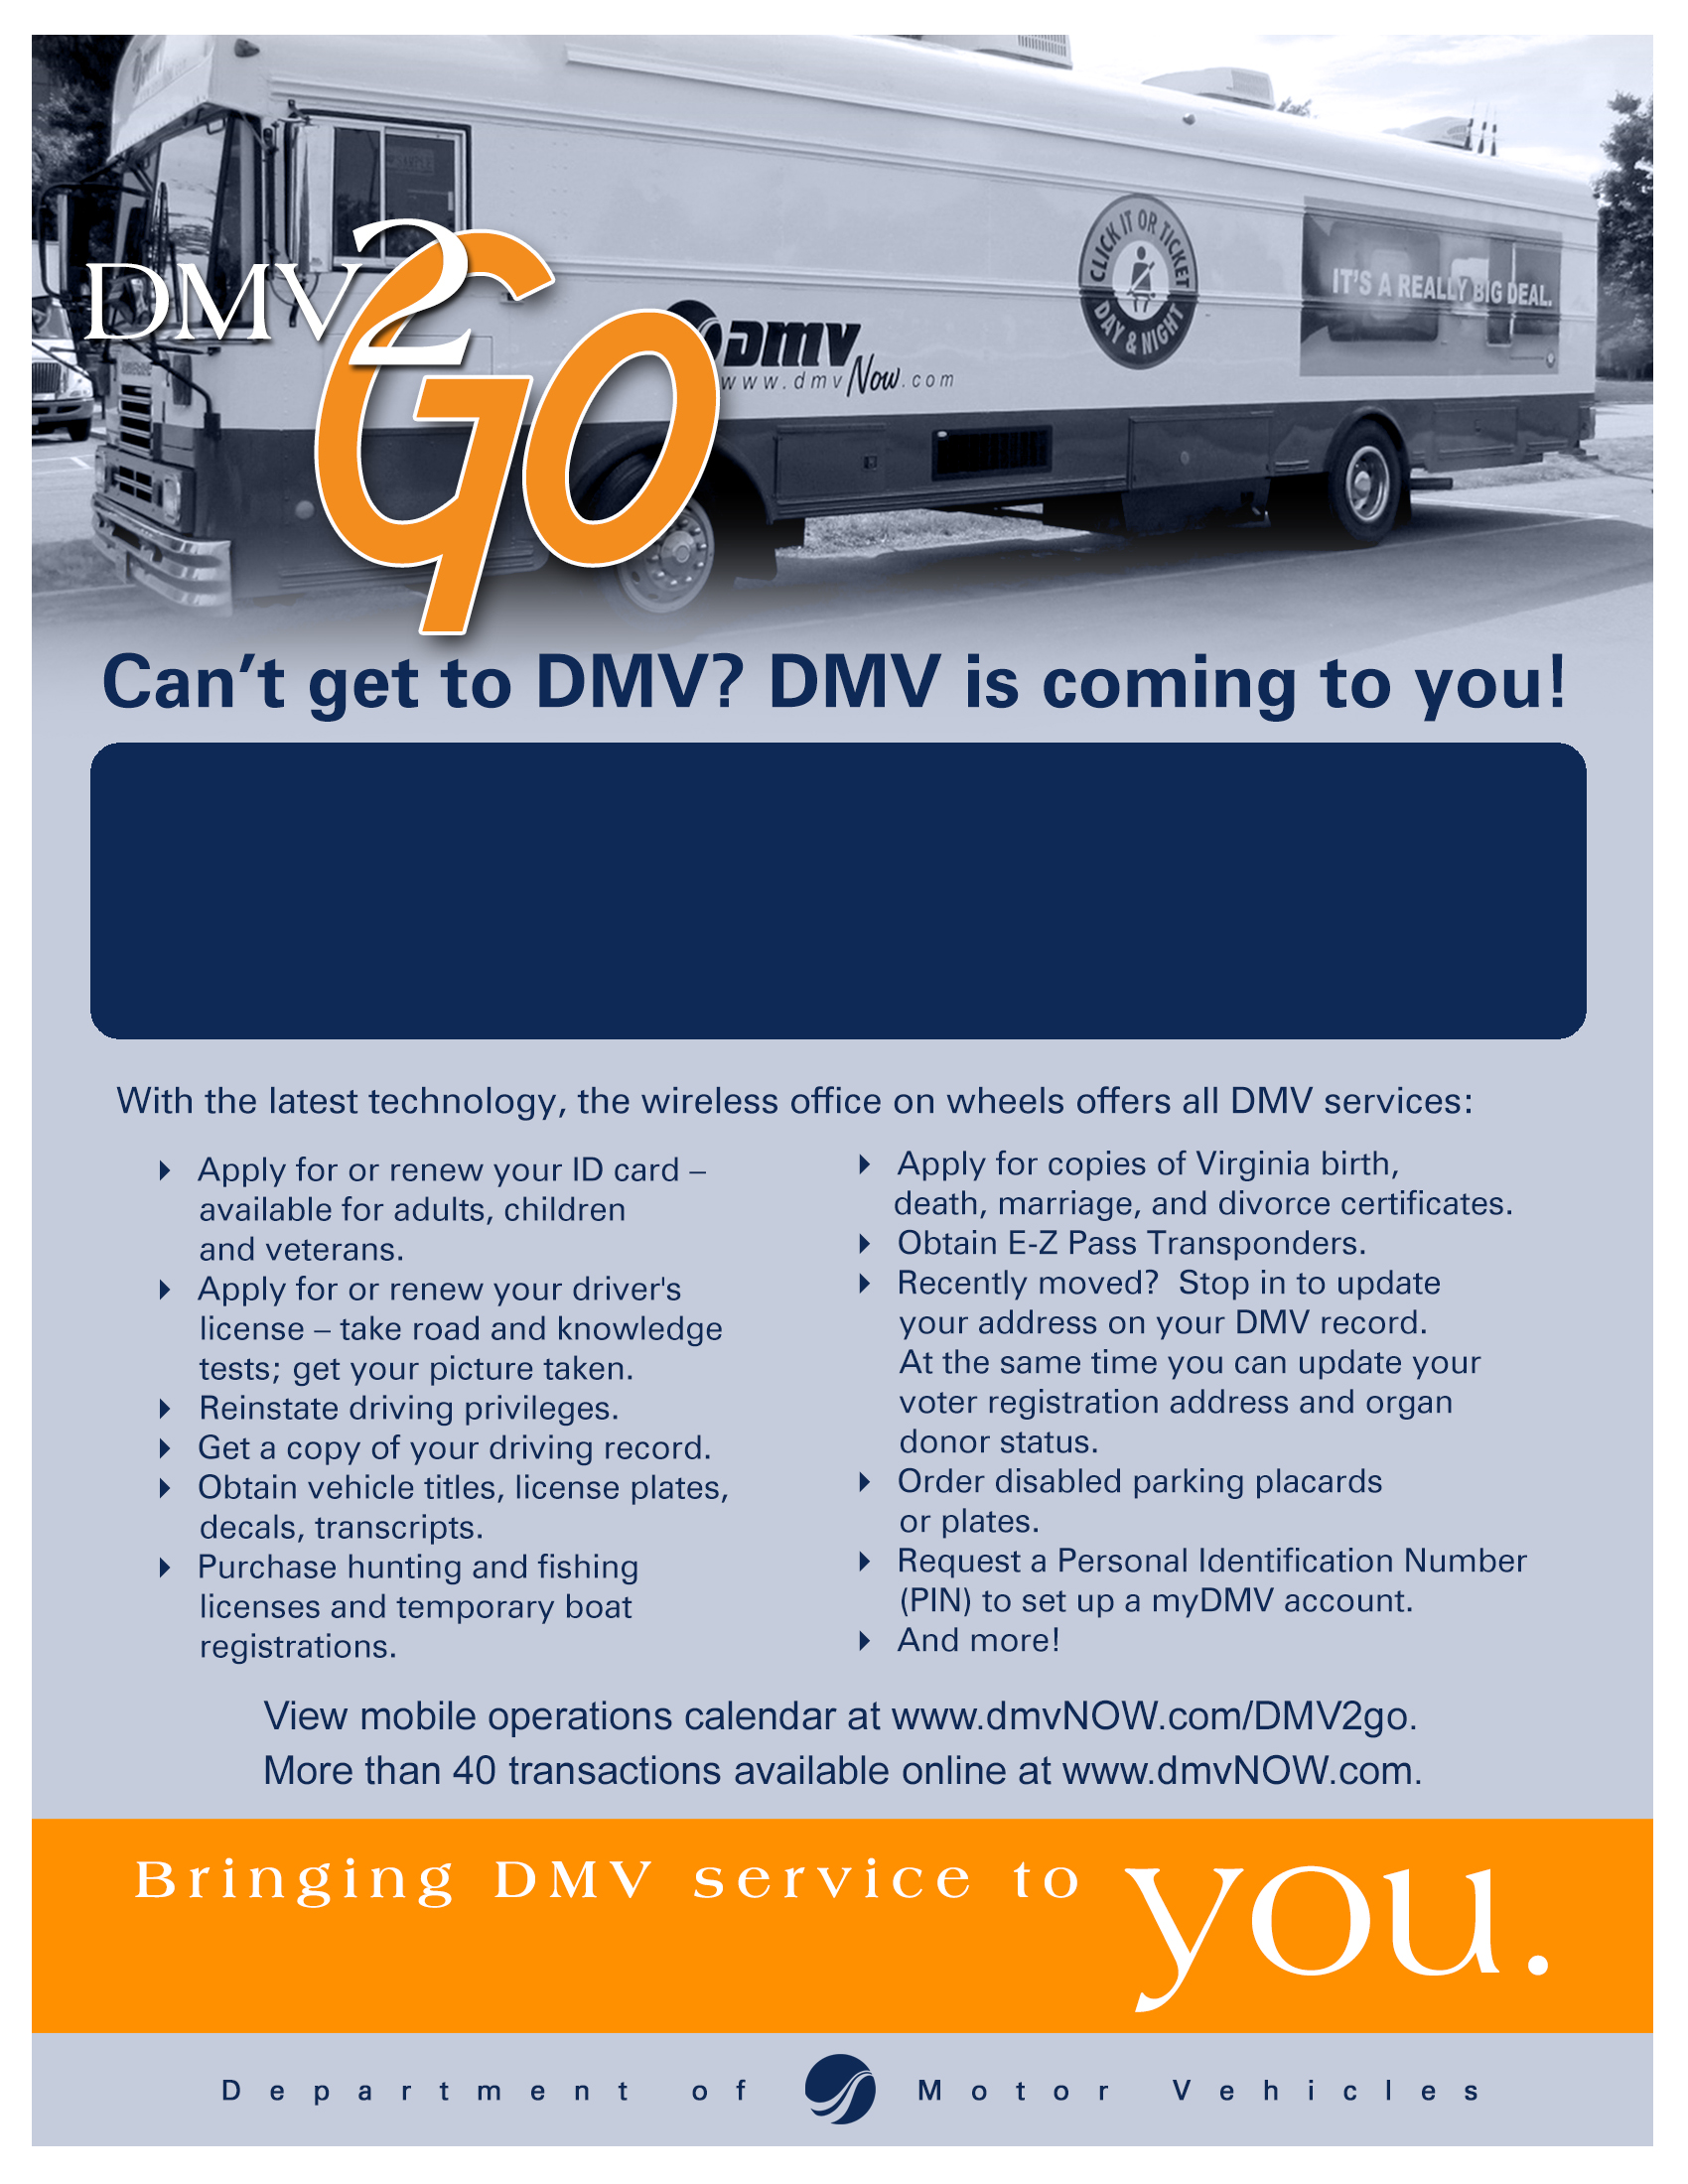 DMV2Go
CLICK IT OR TICKET
DAY & NIGHT
IT'S A REALLY BIG DEAL.
DMV
www.dmvNow.com
Can’t get to DMV? DMV is coming to you!
With the latest technology, the wireless office on wheels offers all DMV services:
Apply for or renew your ID card –
available for adults, children
and veterans.
Apply for or renew your driver's
license – take road and knowledge
tests; get your picture taken.
Reinstate driving privileges.
Get a copy of your driving record.
Obtain vehicle titles, license plates,
decals, transcripts.
Purchase hunting and fishing
licenses and temporary boat
registrations.
Apply for copies of Virginia birth,
death, marriage, and divorce certificates.
Obtain E-Z Pass Transponders.
Recently moved? Stop in to update
your address on your DMV record.
At the same time you can update your
voter registration address and organ
donor status.
Order disabled parking placards
or plates.
Request a Personal Identification Number
(PIN) to set up a myDMV account.
And more!
View mobile operations calendar at www.dmvNOW.com/DMV2go.
More than 40 transactions available online at www.dmvNOW.com.
Bringing DMV service to you.
Department of Motor Vehicles